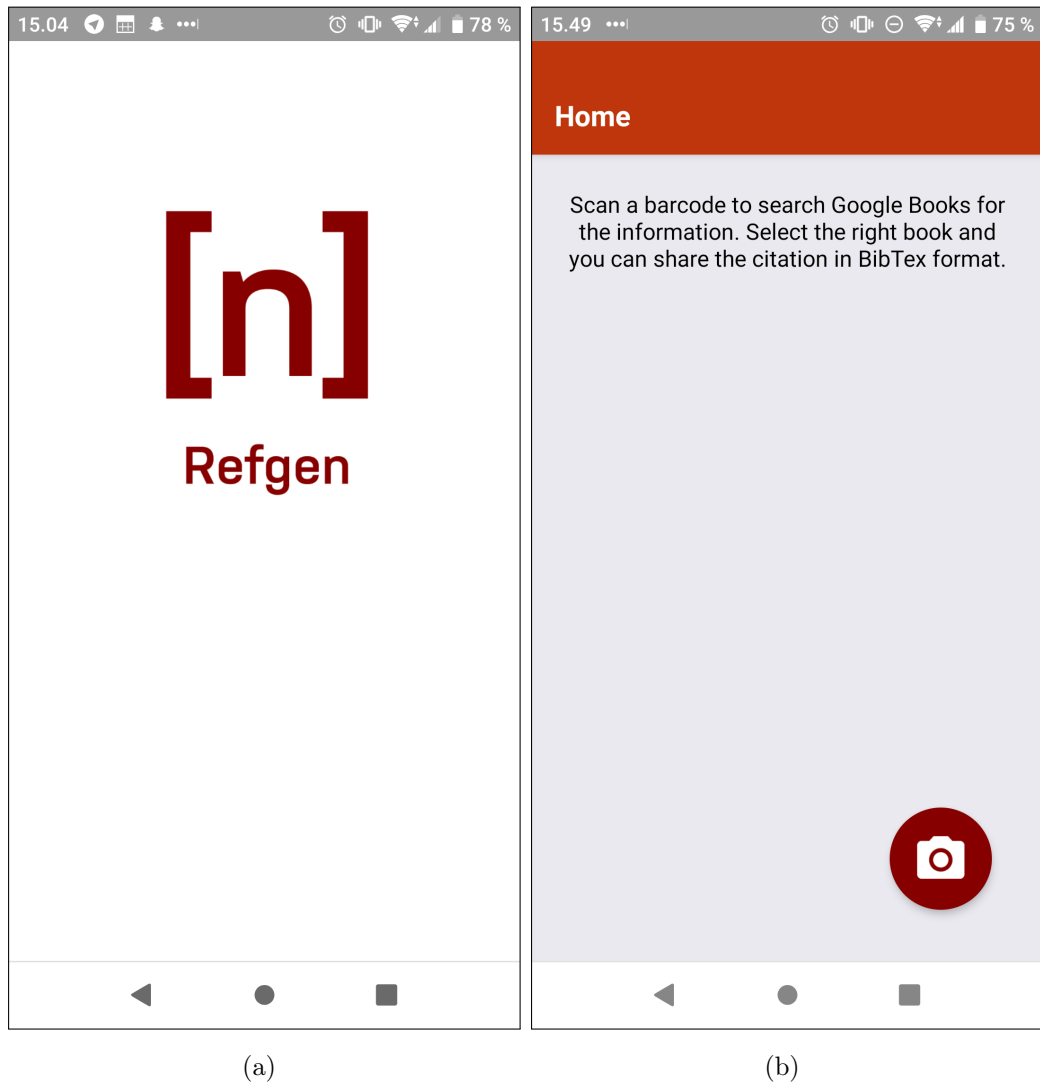 15.04
78 %
[n]
Refgen
(a)
15.49
75 %
Home
Scan a barcode to search Google Books for
the information. Select the right book and
you can share the citation in BibTex format.
(b)